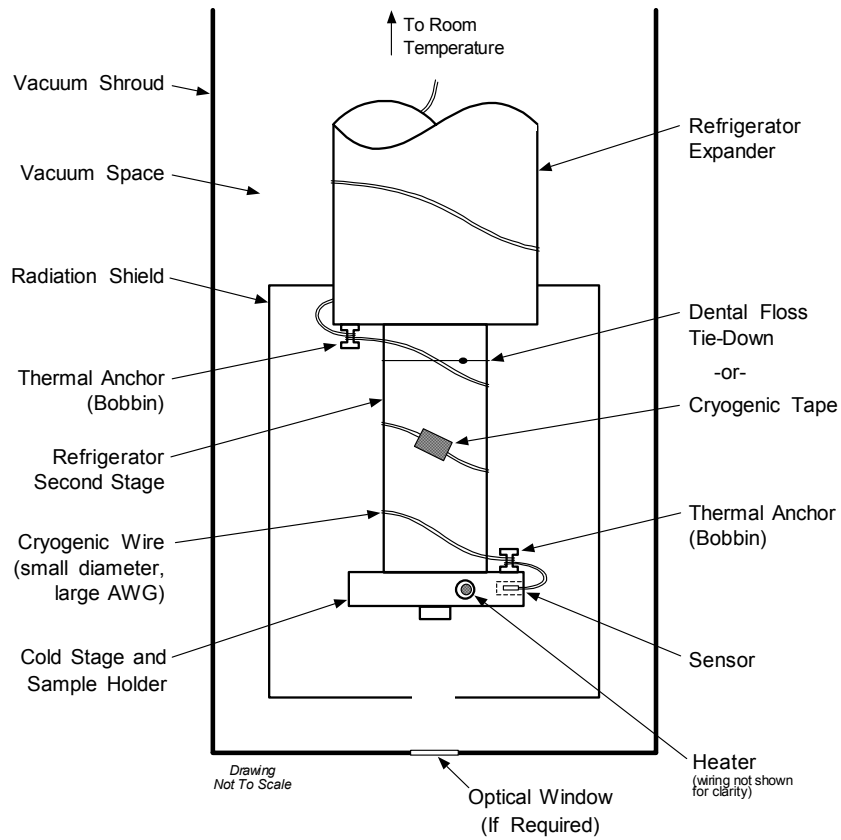 To Room
Temperature
Vacuum Shroud
Vacuum Space
Radiation Shield
Thermal Anchor
(Bobbin)
Refrigerator
Second Stage
Cryogenic Wire
(small diameter,
large AWG)
Cold Stage and
Sample Holder
Drawing
Not To Scale
Refrigerator
Expander
Dental Floss
Tie-Down
-or-
Cryogenic Tape
Thermal Anchor
(Bobbin)
Sensor
Heater
(wiring not shown
for clarity)
Optical Window
(If Required)